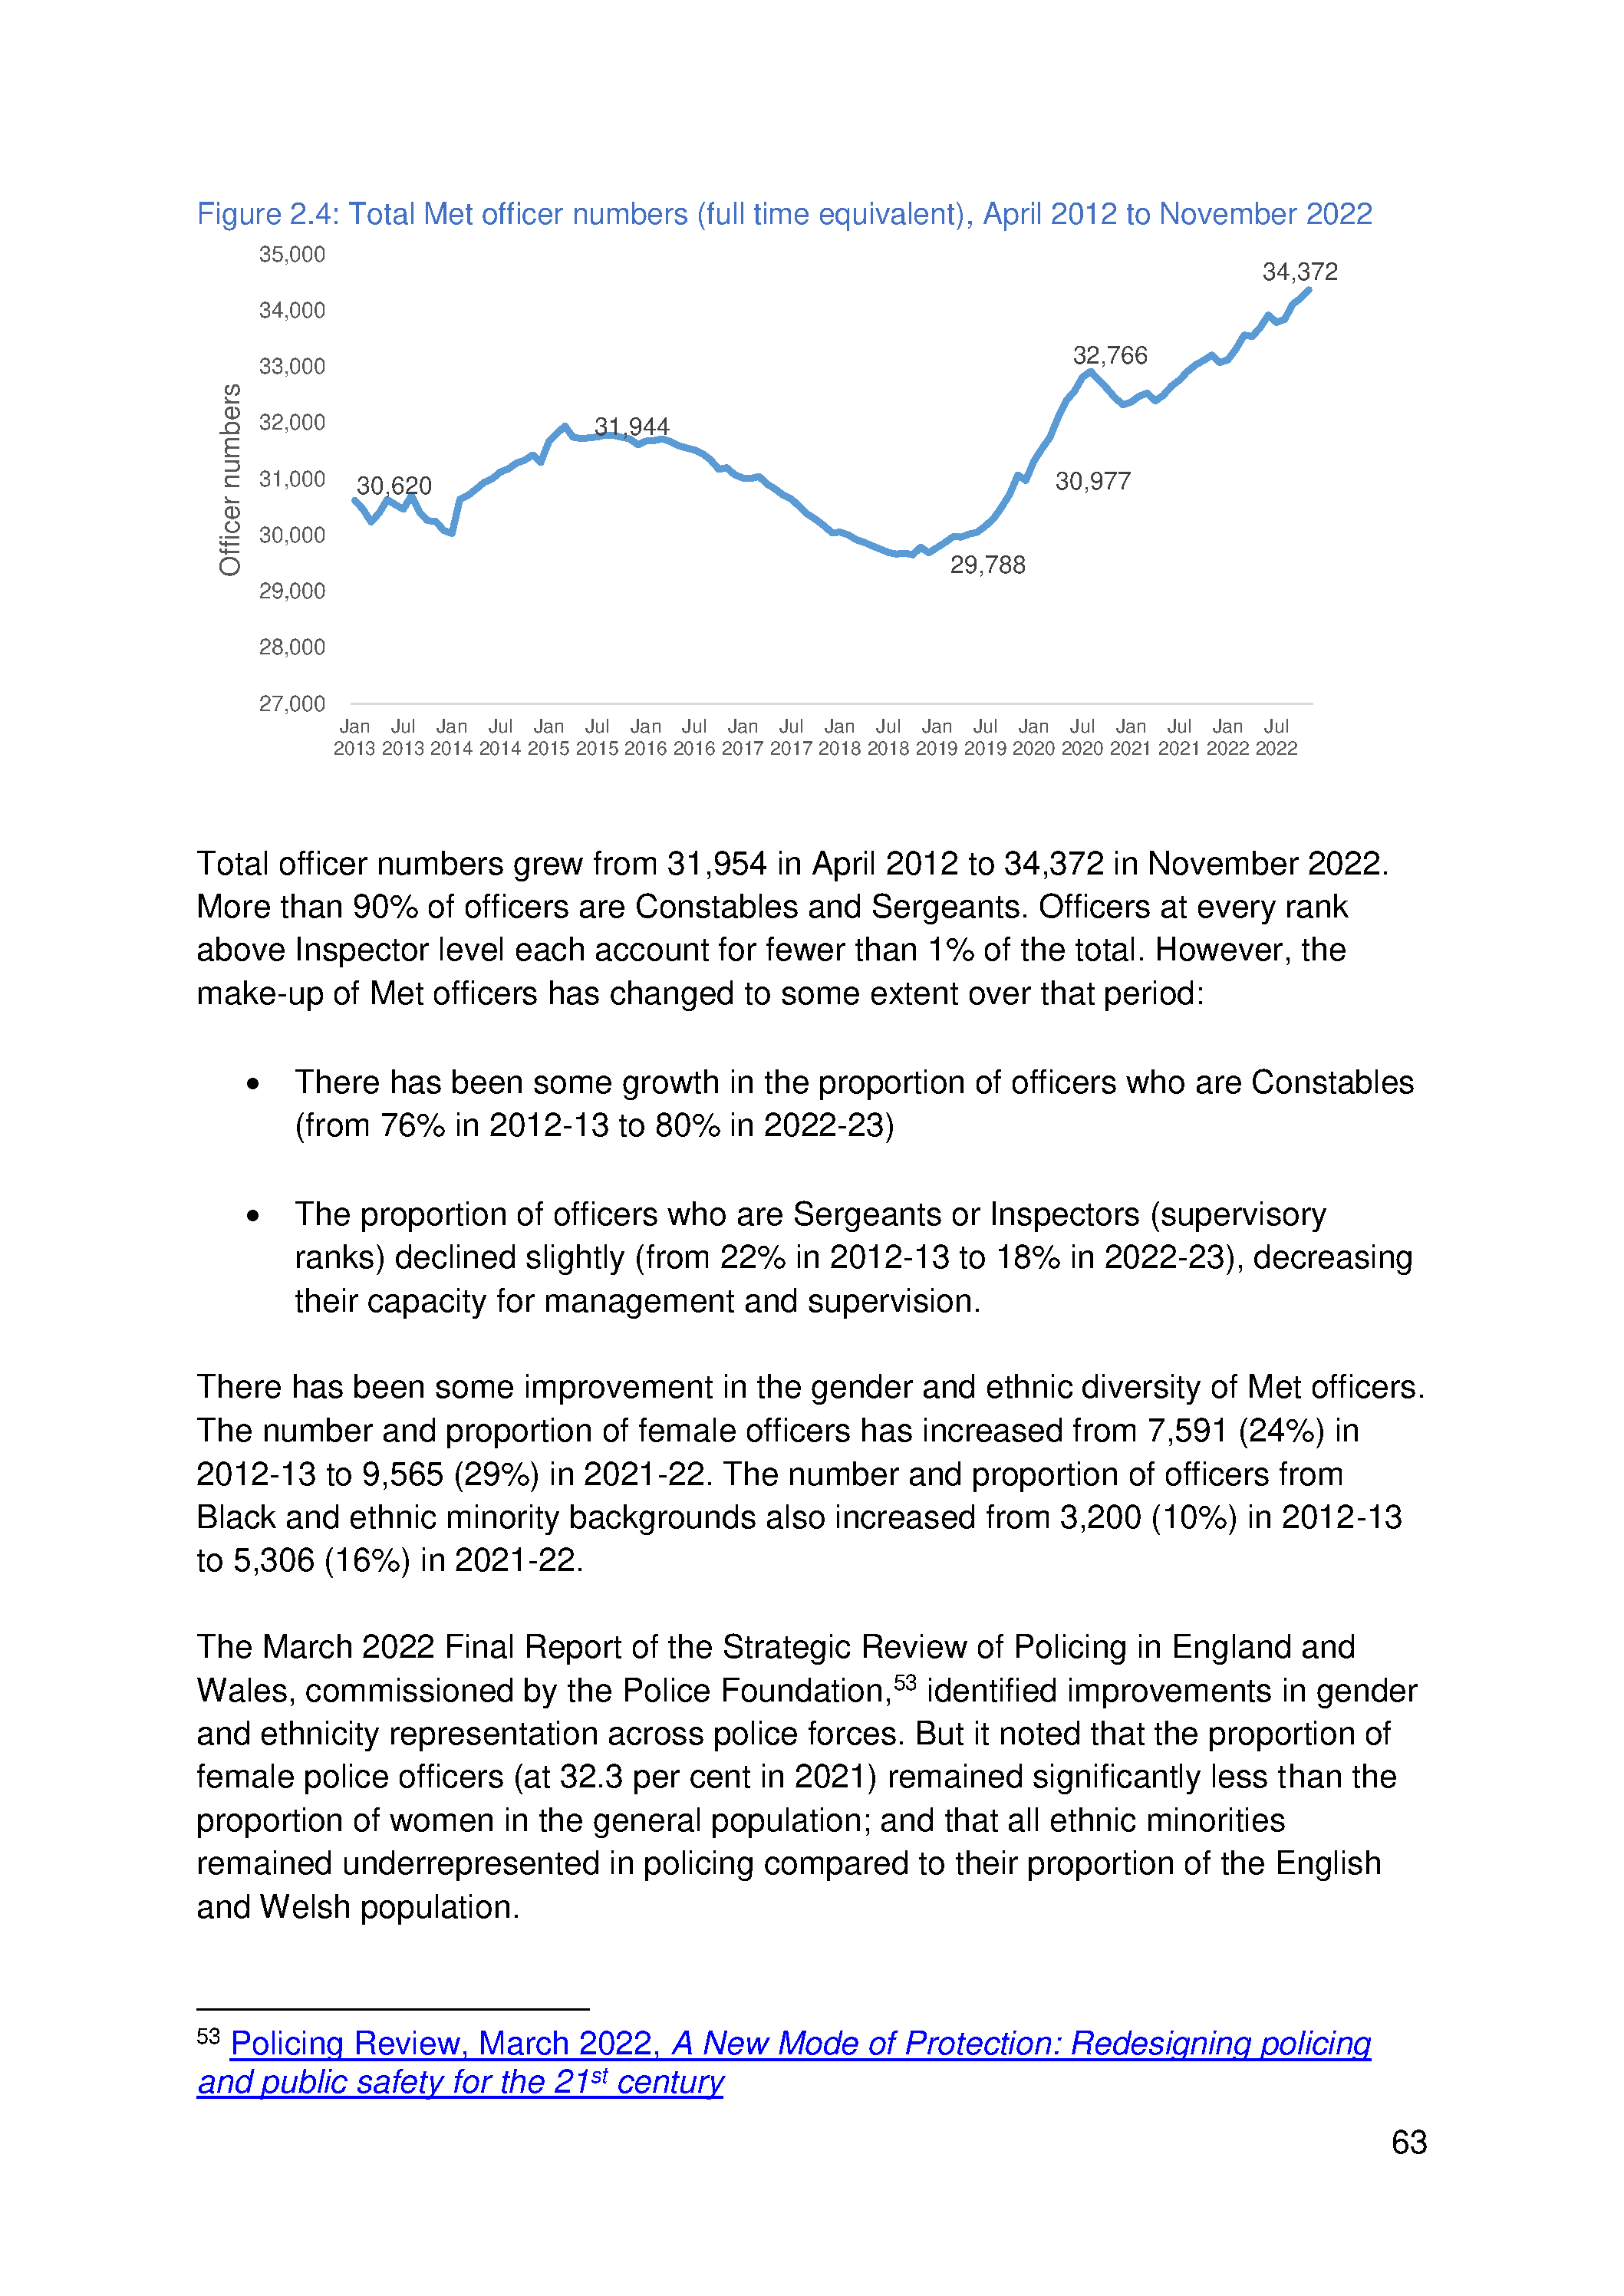 Figure 2.4: Total Met officer numbers (full time equivalent), April 2012 to November 2022
35,000
34,000
33,000
32,000
31,000
30,000
29,000
28,000
27,000
Officer numbers
30,620
31,944
29,788
30,977
32,766
34,372
Jan Jul Jan Jul Jan Jul Jan Jul Jan Jul Jan Jul Jan Jul Jan Jul Jan Jul Jan Jul
2013 2013 2014 2014 2015 2015 2016 2016 2017 2017 2018 2018 2019 2019 2020 2020 2021 2021 2022 2022
Total officer numbers grew from 31,954 in April 2012 to 34,372 in November 2022.
More than 90% of officers are Constables and Sergeants. Officers at every rank
above Inspector level each account for fewer than 1% of the total. However, the
make-up of Met officers has changed to some extent over that period:
• There has been some growth in the proportion of officers who are Constables
(from 76% in 2012-13 to 80% in 2022-23)
• The proportion of officers who are Sergeants or Inspectors (supervisory
ranks) declined slightly (from 22% in 2012-13 to 18% in 2022-23), decreasing
their capacity for management and supervision.
There has been some improvement in the gender and ethnic diversity of Met officers.
The number and proportion of female officers has increased from 7,591 (24%) in
2012-13 to 9,565 (29%) in 2021-22. The number and proportion of officers from
Black and ethnic minority backgrounds also increased from 3,200 (10%) in 2012-13
to 5,306 (16%) in 2021-22.
The March 2022 Final Report of the Strategic Review of Policing in England and
Wales, commissioned by the Police Foundation,53 identified improvements in gender
and ethnicity representation across police forces. But it noted that the proportion of
female police officers (at 32.3 per cent in 2021) remained significantly less than the
proportion of women in the general population; and that all ethnic minorities
remained underrepresented in policing compared to their proportion of the English
and Welsh population.
53 Policing Review, March 2022, A New Mode of Protection: Redesigning policing
and public safety for the 21st century
63